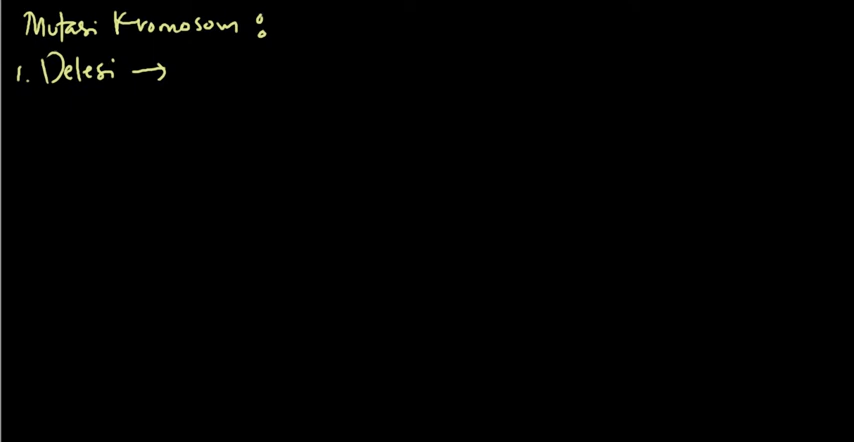 Mutasi Kromosom :
1. Delesi →